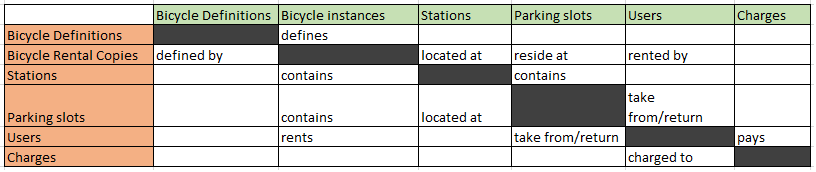 Bicycle Definitions Bicycle instances Stations Parking slots Users Charges
Bicycle Definitions defines
Bicycle Rental Copies defined by located at reside at rented by
Stations contains contains
take
Parking slots contains located at from/return
Users rents take from/return pays
Charges charged to